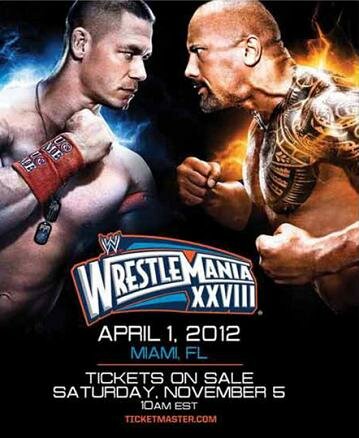 W
WRESTLEMANIA
XXVIII
APRIL 1, 2012
MIAMI, FL
TICKETS ON SALE
SATURDAY, NOVEMBER 5
10AM EST
TICKETMASTER.COM